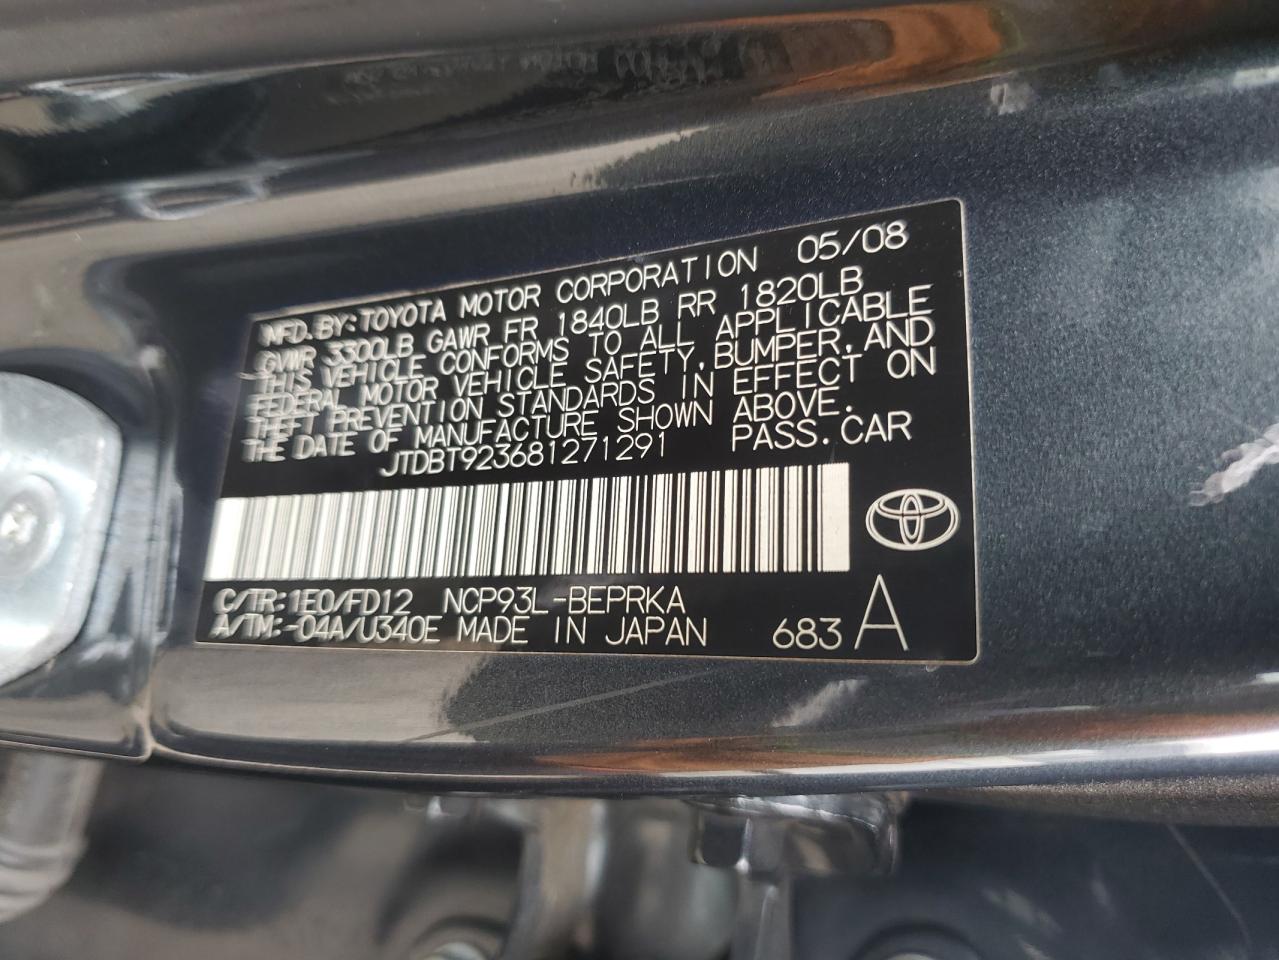 MFD.BY:TOYOTA MOTOR CORPORATION 05/08
GVWR 3300LB GAWR FR 1840LB RR 1820LB
THIS VEHICLE CONFORMS TO ALL APPLICABLE
FEDERAL MOTOR VEHICLE SAFETY,BUMPER,AND
THEFT PREVENTION STANDARDS IN EFFECT ON
THE DATE OF MANUFACTURE SHOWN ABOVE.
JTDBT923681271291 PASS.CAR
C/TR:1E0/FD12 NCP93L-BEPRKA
A/TM:-04A/U340E MADE IN JAPAN 683 A